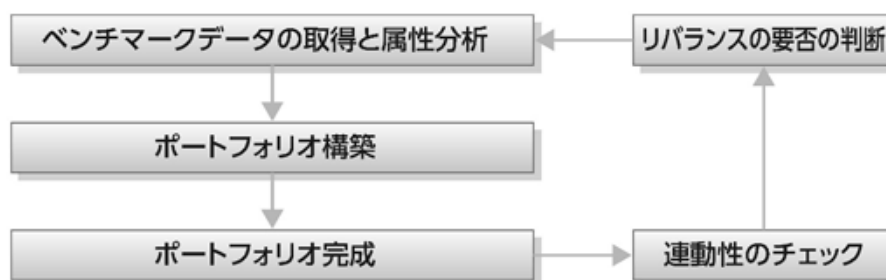 ベンチマークデータの取得と属性分析
リバランスの要否の判断
ポートフォリオ構築
ポートフォリオ完成
連動性のチェック